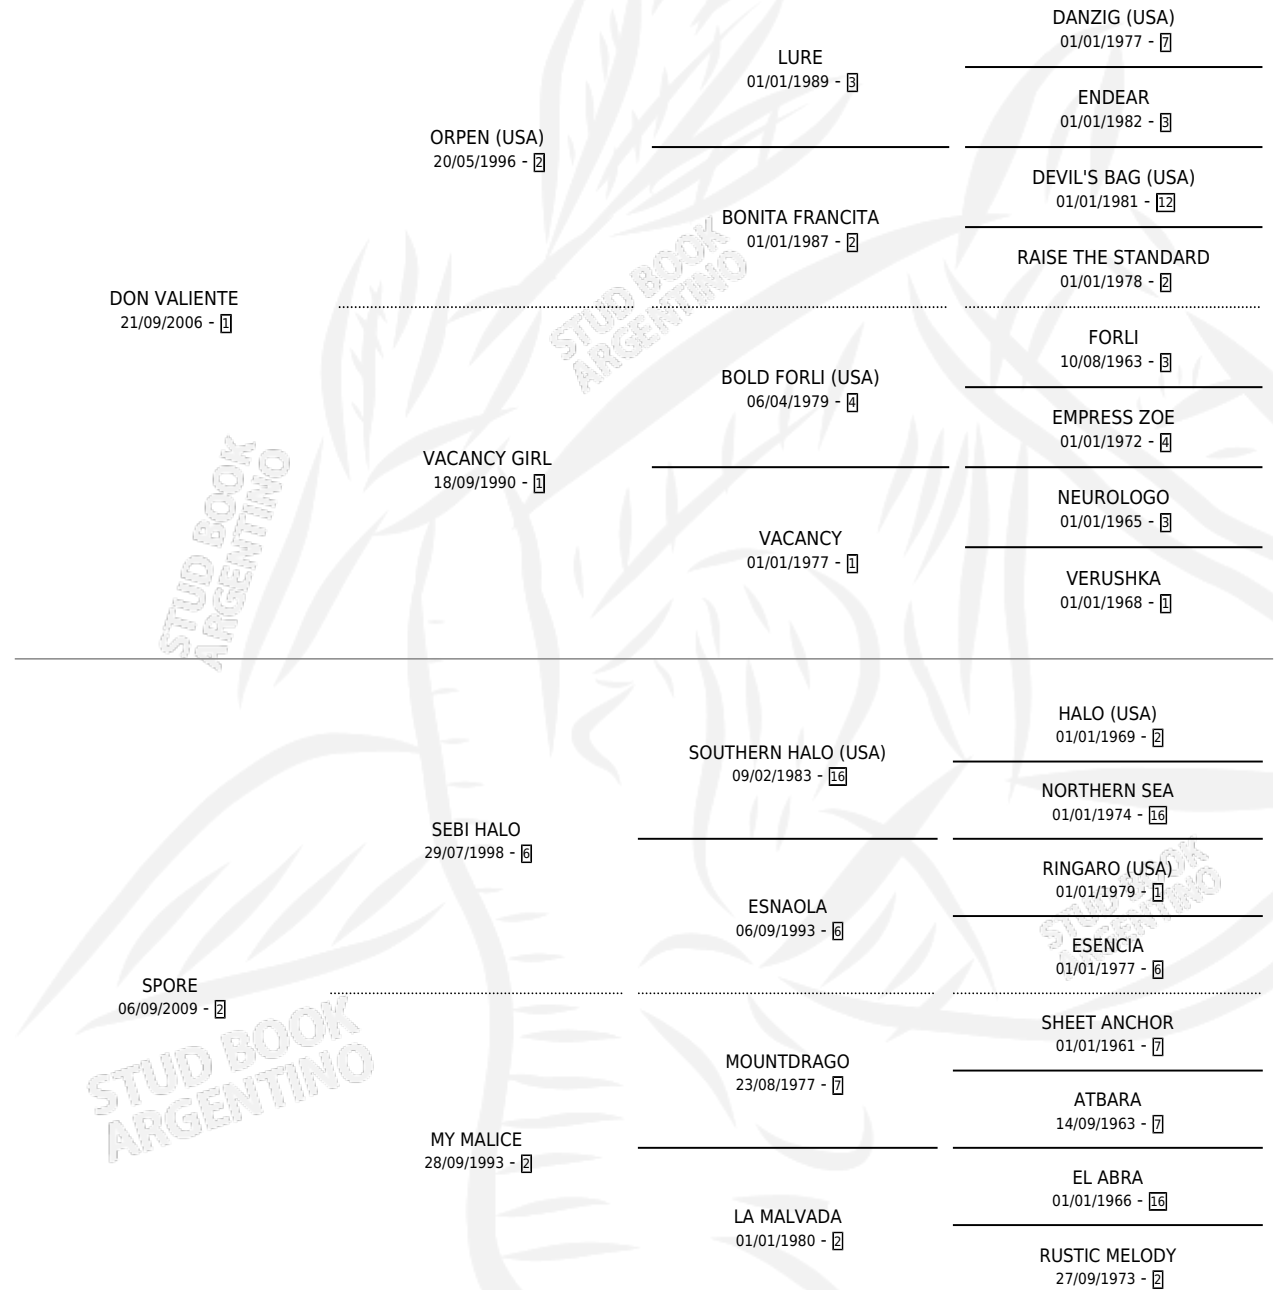 DANZIG (USA)
01/01/1977 - 7
LURE
01/01/1989 - 3
ENDEAR
01/01/1982 - 3
ORPEN (USA)
20/05/1996 - 2
DEVIL'S BAG (USA)
01/01/1981 - 12
BONITA FRANCITA
01/01/1987 - 2
RAISE THE STANDARD
01/01/1978 - 2
DON VALIENTE
21/09/2006 - 1
FORLI
10/08/1963 - 3
BOLD FORLI (USA)
06/04/1979 - 4
EMPRESS ZOE
01/01/1972 - 4
VACANCY GIRL
18/09/1990 - 1
NEUROLOGO
01/01/1965 - 3
VACANCY
01/01/1977 - 1
VERUSHKA
01/01/1968 - 1
HALO (USA)
01/01/1969 - 2
SOUTHERN HALO (USA)
09/02/1983 - 16
NORTHERN SEA
01/01/1974 - 16
SEBI HALO
29/07/1998 - 6
RINGARO (USA)
01/01/1979 - 1
ESNAOLA
06/09/1993 - 6
ESENCIA
01/01/1977 - 6
SPORE
06/09/2009 - 2
SHEET ANCHOR
01/01/1961 - 7
MOUNTDRAGO
23/08/1977 - 7
ATBARA
14/09/1963 - 7
MY MALICE
28/09/1993 - 2
EL ABRA
01/01/1966 - 16
LA MALVADA
01/01/1980 - 2
RUSTIC MELODY
27/09/1973 - 2
STUD BOOK
ARGENTINO
STUD BOOK
ARGENTINO
STUD BOOK
ARGENTINO
STUD BOOK
ARGENTINO